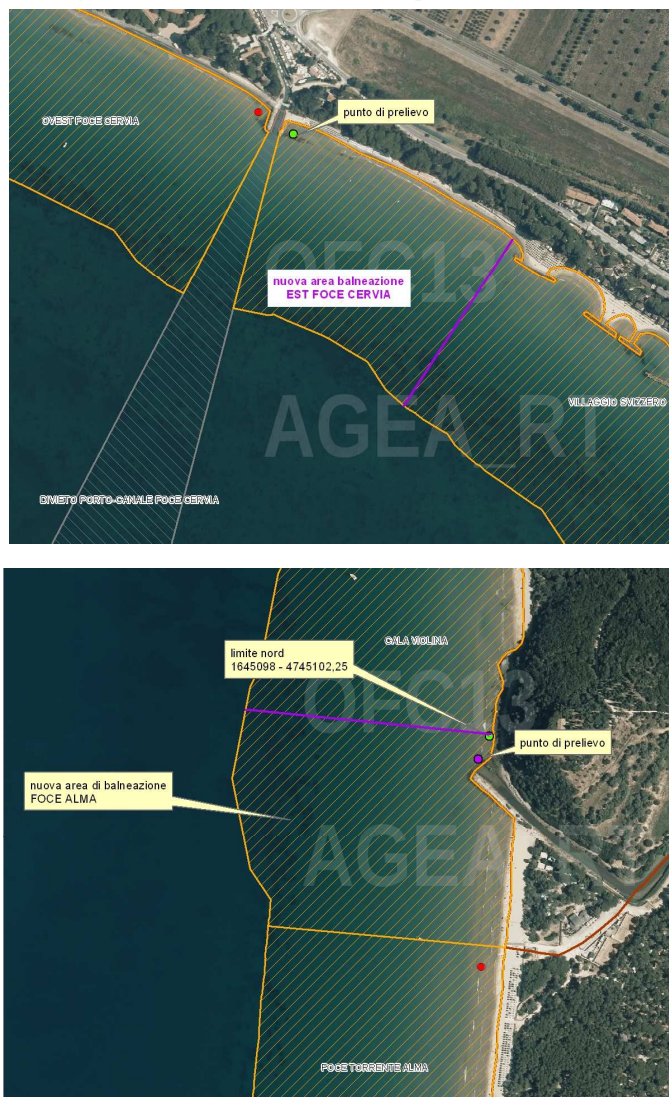 OVEST FOCE CERVIA
punto di prelievo
OFC13
nuova area balneazione
EST FOCE CERVIA
AGEA_RT
VILLAGGIO SVIZZERO
DIVIETO PORTO-CANALE FOCE CERVIA
CALA VIOLINA
limite nord
1645098 - 4745102,25
OFC13
punto di prelievo
nuova area di balneazione
FOCE ALMA
AGEA_RT
FOCE TORRENTE ALMA